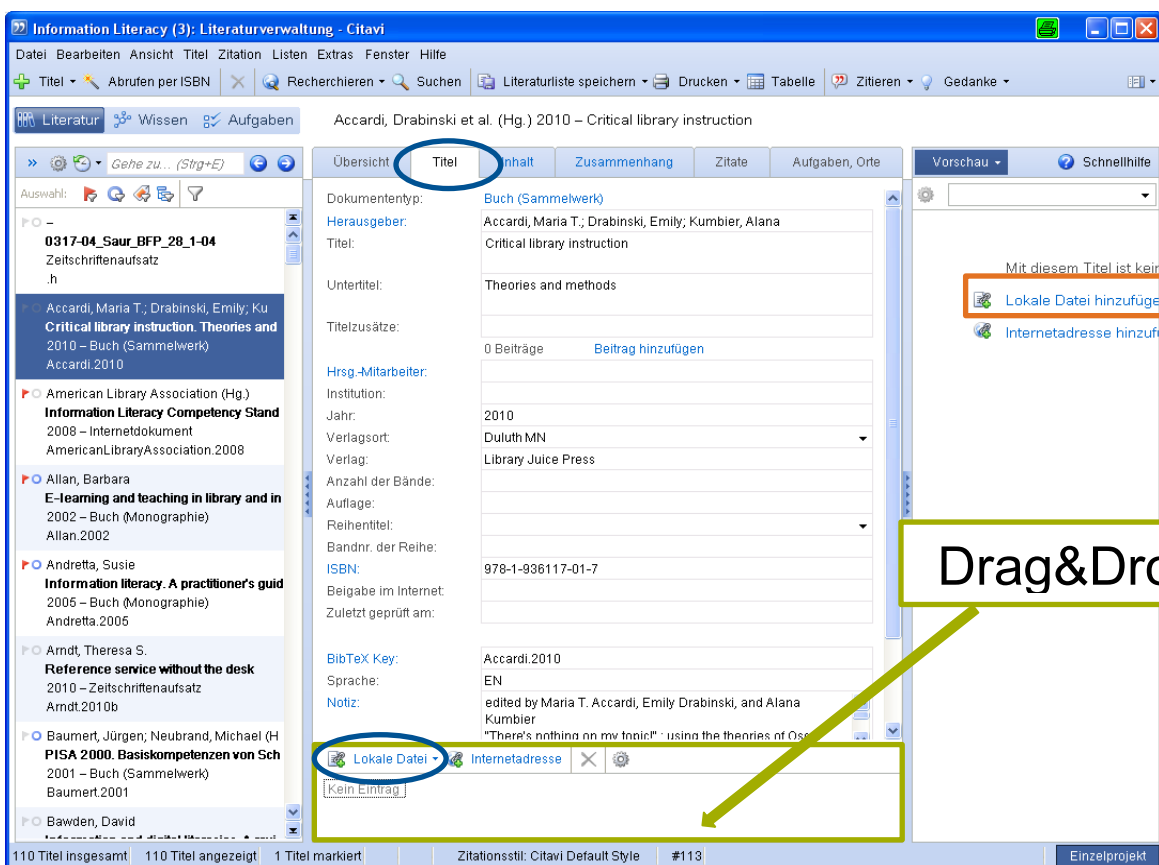 Information Literacy (3): Literaturverwaltung - Citavi
Datei Bearbeiten Ansicht Titel Zitation Listen Extras Fenster Hilfe
Titel Abrufen per ISBN Recherchieren Suchen Literaturliste speichern Drucken Tabelle Zitieren Gedanke
Literatur Wissen Aufgaben
Accardi, Drabinski et al. (Hg.) 2010 – Critical library instruction
» Gehe zu... (Strg+E)
Auswahl:
–
0317-04_Saur_BFP_28_1-04
Zeitschriftenaufsatz
.h
Accardi, Maria T.; Drabinski, Emily; Ku
Critical library instruction. Theories and
2010 – Buch (Sammelwerk)
Accardi.2010
American Library Association (Hg.)
Information Literacy Competency Stand
2008 – Internetdokument
AmericanLibraryAssociation.2008
Allan, Barbara
E-learning and teaching in library and in
2002 – Buch (Monographie)
Allan.2002
Andretta, Susie
Information literacy. A practitioner's guid
2005 – Buch (Monographie)
Andretta.2005
Arndt, Theresa S.
Reference service without the desk
2010 – Zeitschriftenaufsatz
Arndt.2010b
Baumert, Jürgen; Neubrand, Michael (H
PISA 2000. Basiskompetenzen von Sch
2001 – Buch (Sammelwerk)
Baumert.2001
Bawden, David
Übersicht Titel Inhalt Zusammenhang Zitate Aufgaben, Orte
Dokumententyp: Buch (Sammelwerk)
Herausgeber: Accardi, Maria T.; Drabinski, Emily; Kumbier, Alana
Titel: Critical library instruction
Untertitel: Theories and methods
Titelzusätze:
0 Beiträge Beitrag hinzufügen
Hrsg.-Mitarbeiter:
Institution:
Jahr: 2010
Verlagsort: Duluth MN
Verlag: Library Juice Press
Anzahl der Bände:
Auflage:
Reihentitel:
Bandnr. der Reihe:
ISBN: 978-1-936117-01-7
Beigabe im Internet:
Zuletzt geprüft am:
BibTeX Key: Accardi.2010
Sprache: EN
Notiz: edited by Maria T. Accardi, Emily Drabinski, and Alana
Kumbier
"There's nothing on my topic!" : using the theories of Osc
Lokale Datei Internetadresse
Kein Eintrag
Vorschau Schnellhilfe
Mit diesem Titel ist kein
Lokale Datei hinzufüge
Internetadresse hinzufü
Drag&Dro
110 Titel insgesamt 110 Titel angezeigt 1 Titel markiert Zitationsstil: Citavi Default Style #113 Einzelprojekt